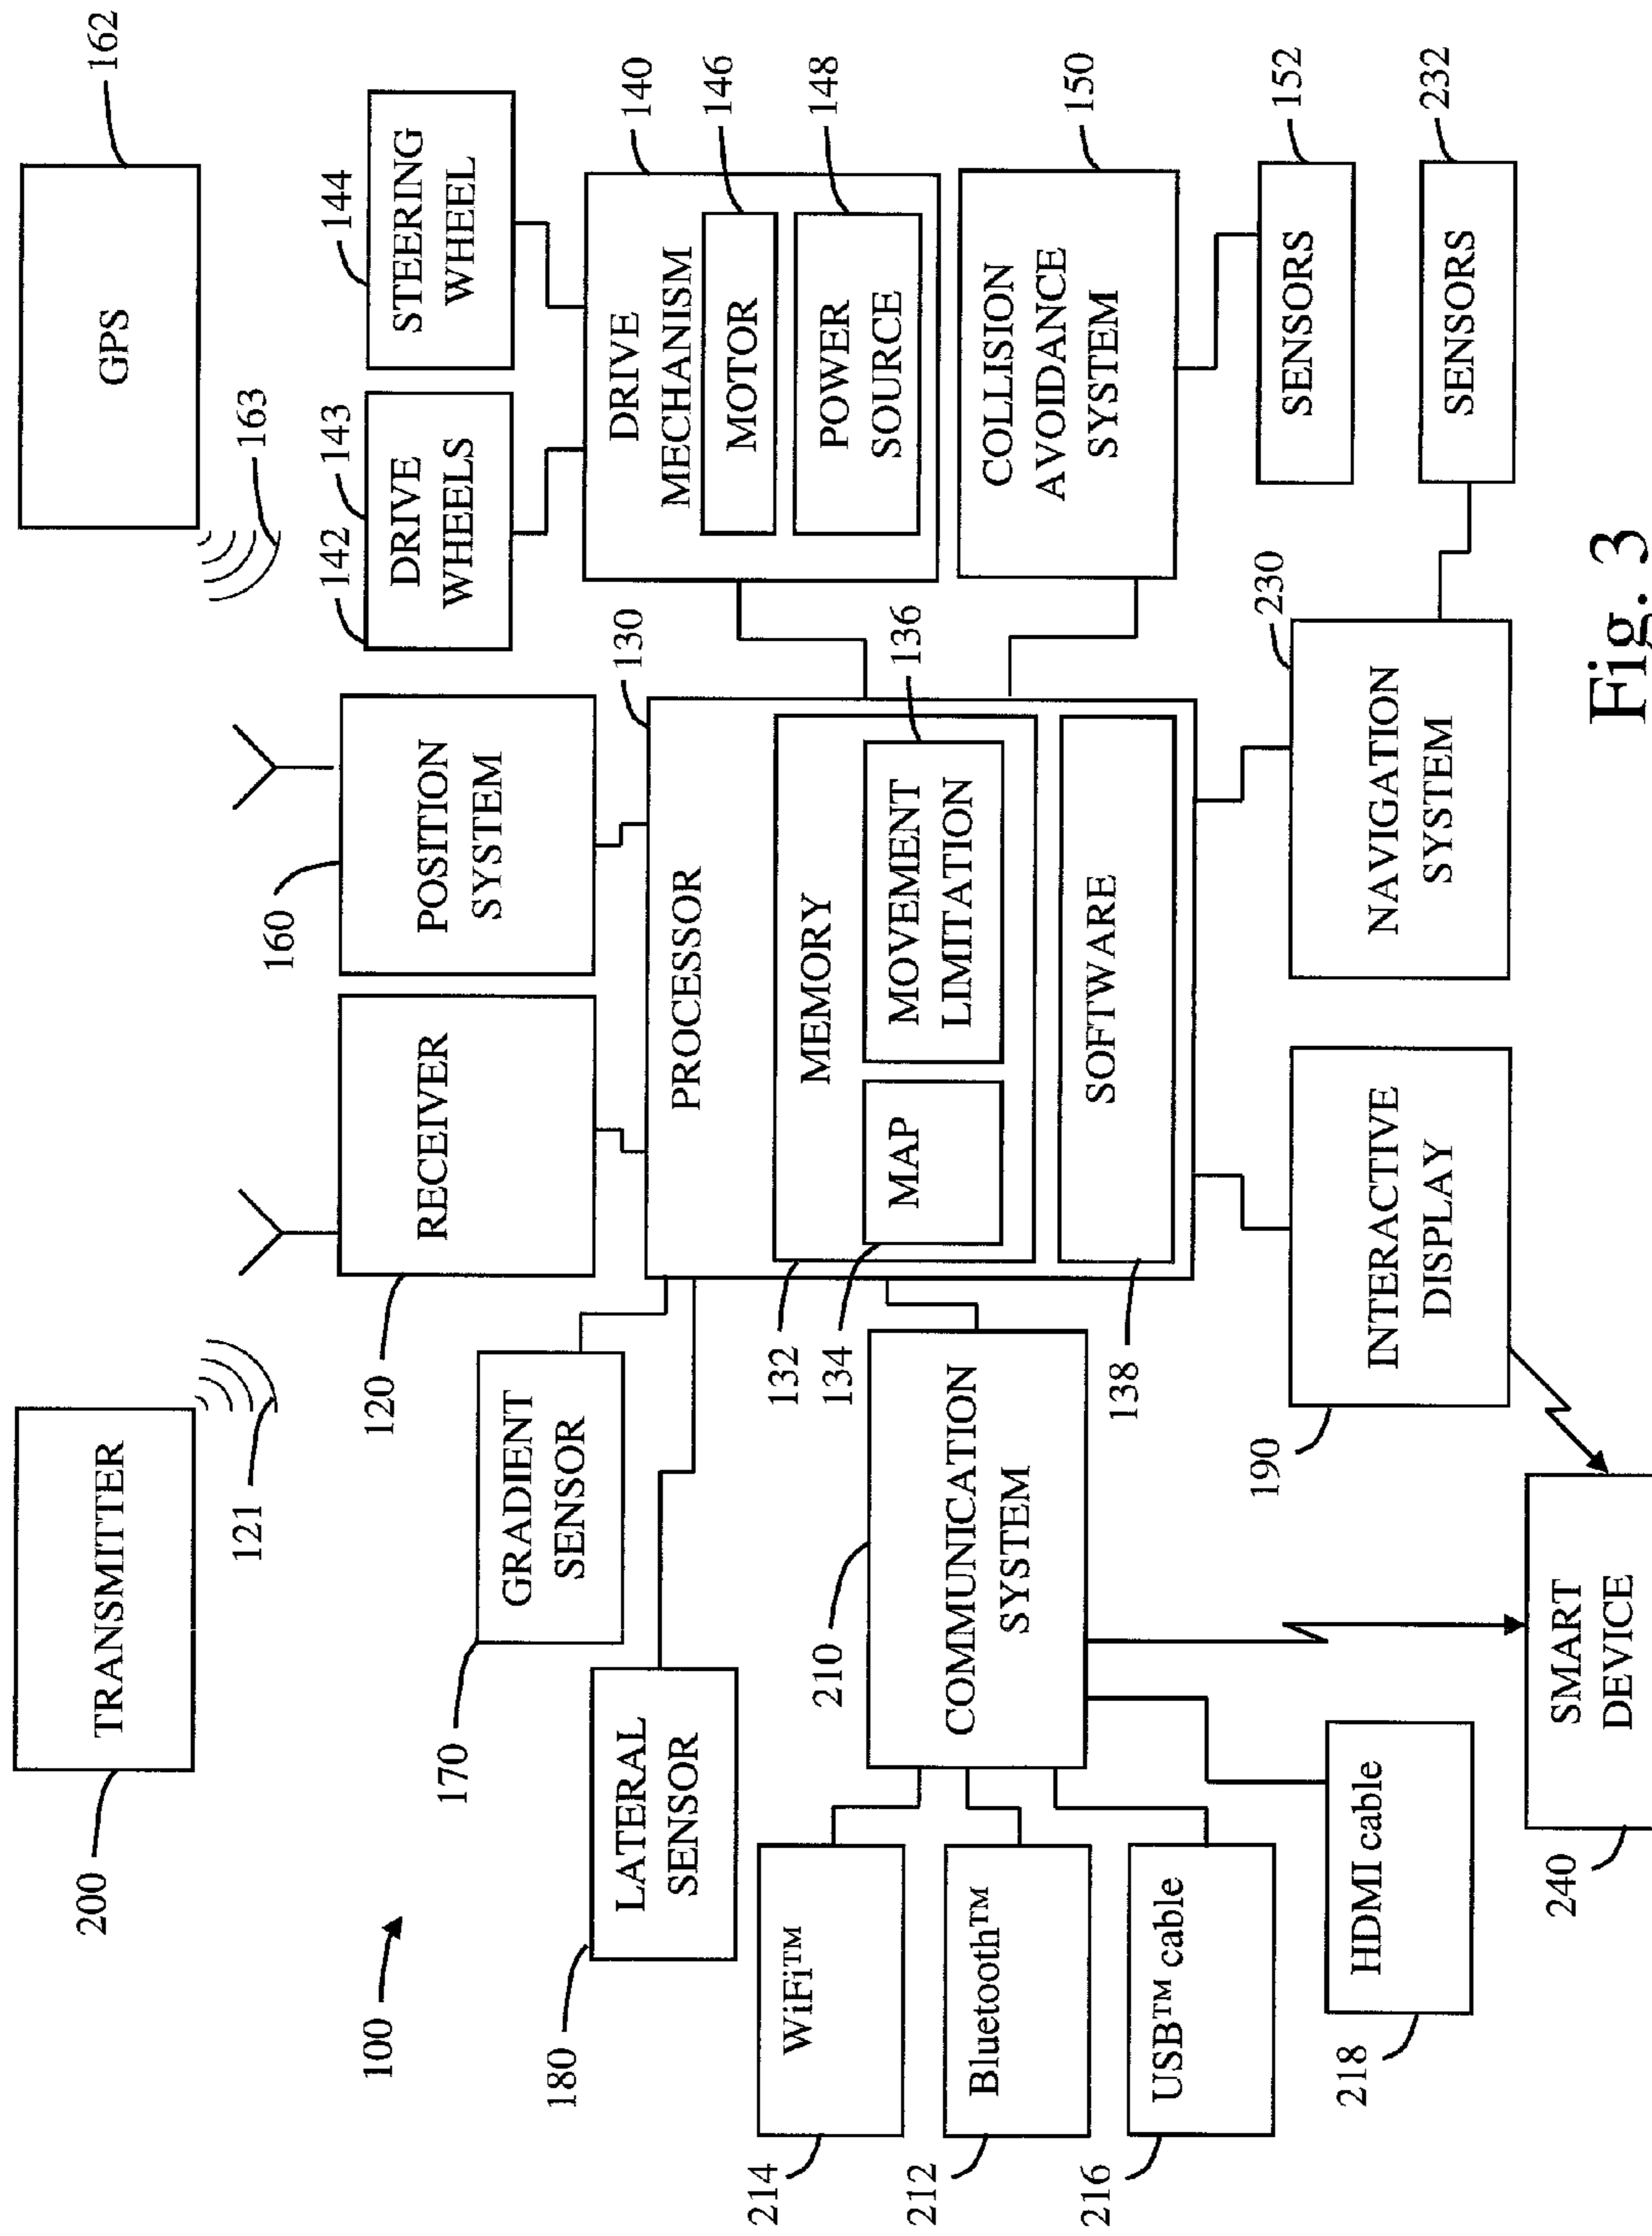 200
TRANSMITTER
121
GPS
162
163
100
170
GRADIENT
SENSOR
180
LATERAL
SENSOR
120
RECEIVER
160
POSITION
SYSTEM
142
143
DRIVE
WHEELS
144
STEERING
WHEEL
130
PROCESSOR
132
MEMORY
134
MAP
136
MOVEMENT
LIMITATION
138
SOFTWARE
140
DRIVE
MECHANISM
146
MOTOR
148
POWER
SOURCE
150
COLLISION
AVOIDANCE
SYSTEM
152
SENSORS
210
COMMUNICATION
SYSTEM
214
WiFi™
212
Bluetooth™
216
USB™ cable
218
HDMI cable
190
INTERACTIVE
DISPLAY
230
NAVIGATION
SYSTEM
232
SENSORS
240
SMART
DEVICE
Fig. 3